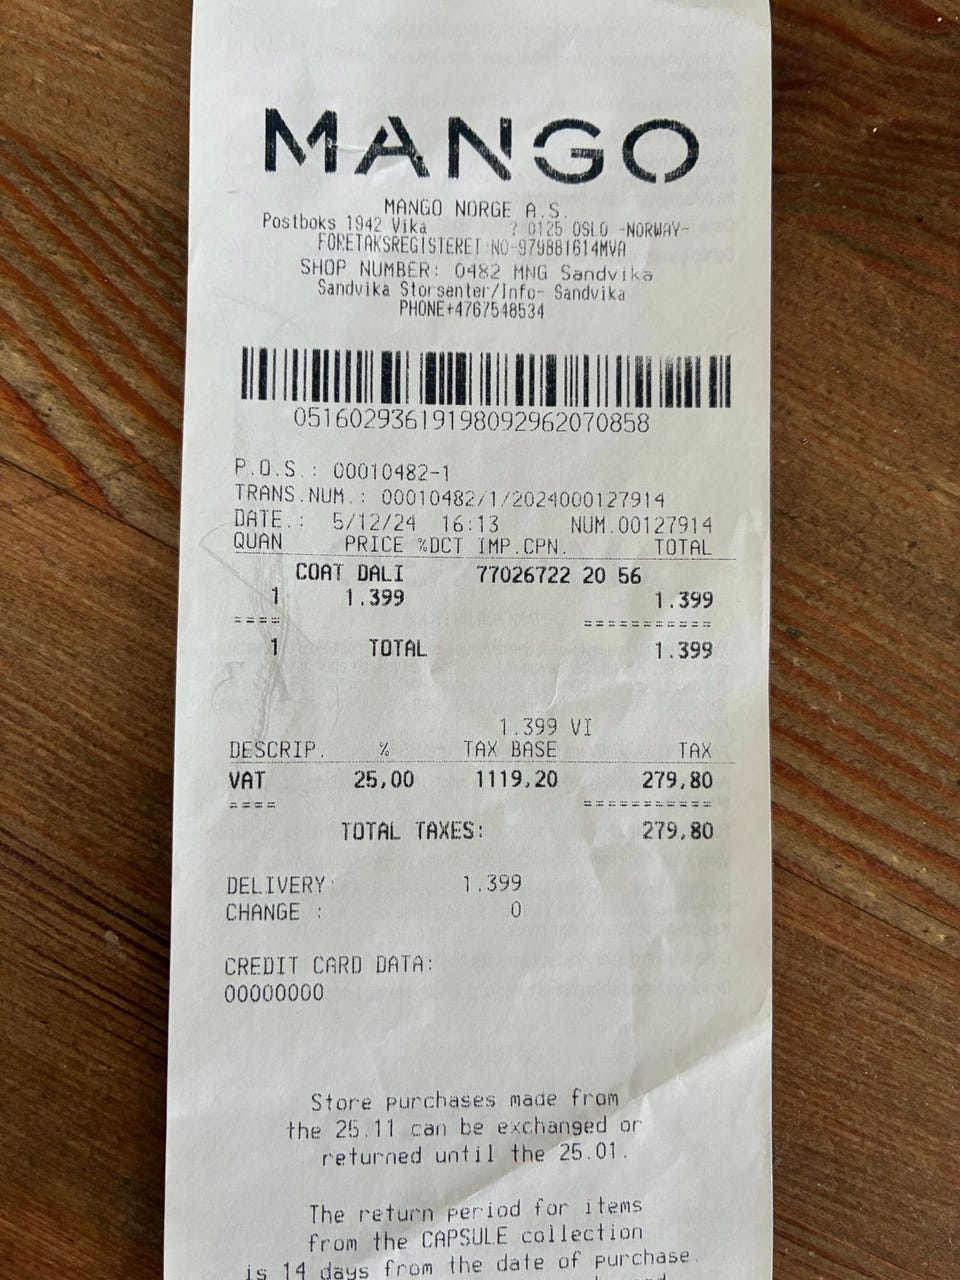 MANGO
MANGO NORGE A.S.
Postboks 1942 Vika ? 0125 OSLO -NORWAY-
FORETAKSREGISTERET:NO-979881614MVA
SHOP NUMBER: 0482 MNG Sandvika
Sandvika Storsenter/Info- Sandvika
PHONE+4767548534
05160293619198092962070858
P.O.S.: 00010482-1
TRANS.NUM.: 00010482/1/2024000127914
DATE.: 5/12/24 16:13 NUM.00127914
QUAN PRICE %DCT IMP.CPN. TOTAL
COAT DALI 77026722 20 56
1 1.399 1.399
==== ===========
1 TOTAL 1.399
1.399 VI
DESCRIP. % TAX BASE TAX
VAT 25,00 1119,20 279,80
==== ===========
TOTAL TAXES: 279,80
DELIVERY: 1.399
CHANGE : 0
CREDIT CARD DATA:
00000000
Store purchases made from
the 25.11 can be exchanged or
returned until the 25.01.
The return period for items
from the CAPSULE collection
is 14 days from the date of purchase.